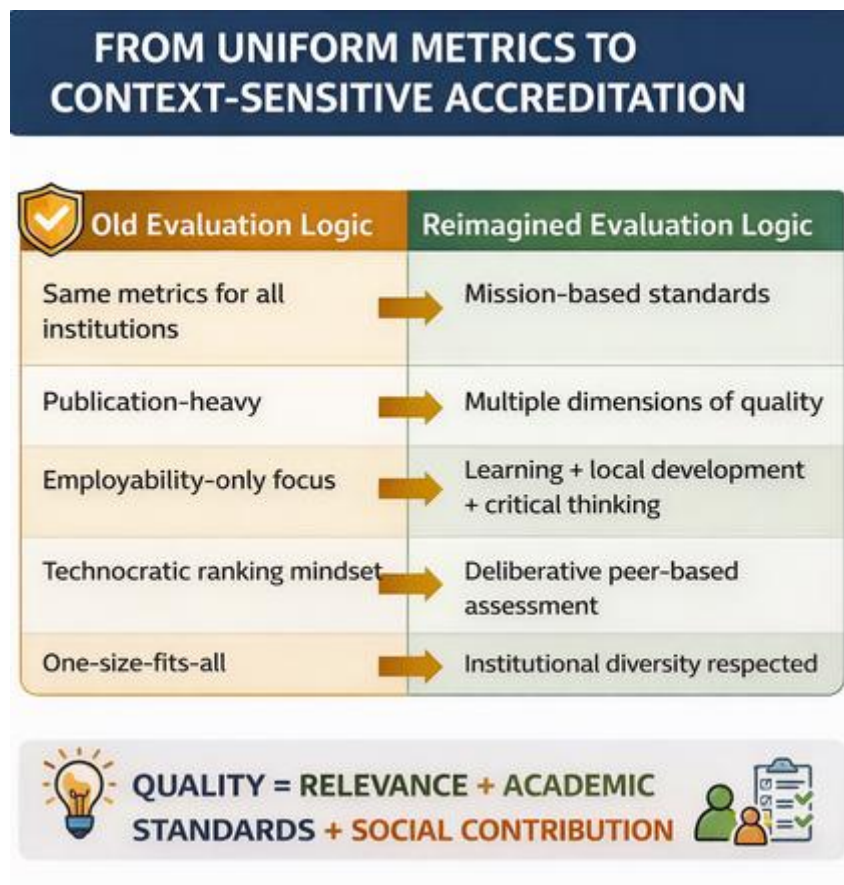 FROM UNIFORM METRICS TO
CONTEXT-SENSITIVE ACCREDITATION
Old Evaluation Logic
Reimagined Evaluation Logic
Same metrics for all
institutions
Mission-based standards
Publication-heavy
Multiple dimensions of quality
Employability-only focus
Learning + local development
+ critical thinking
Technocratic ranking mindset
Deliberative peer-based
assessment
One-size-fits-all
Institutional diversity respected
QUALITY = RELEVANCE + ACADEMIC
STANDARDS + SOCIAL CONTRIBUTION